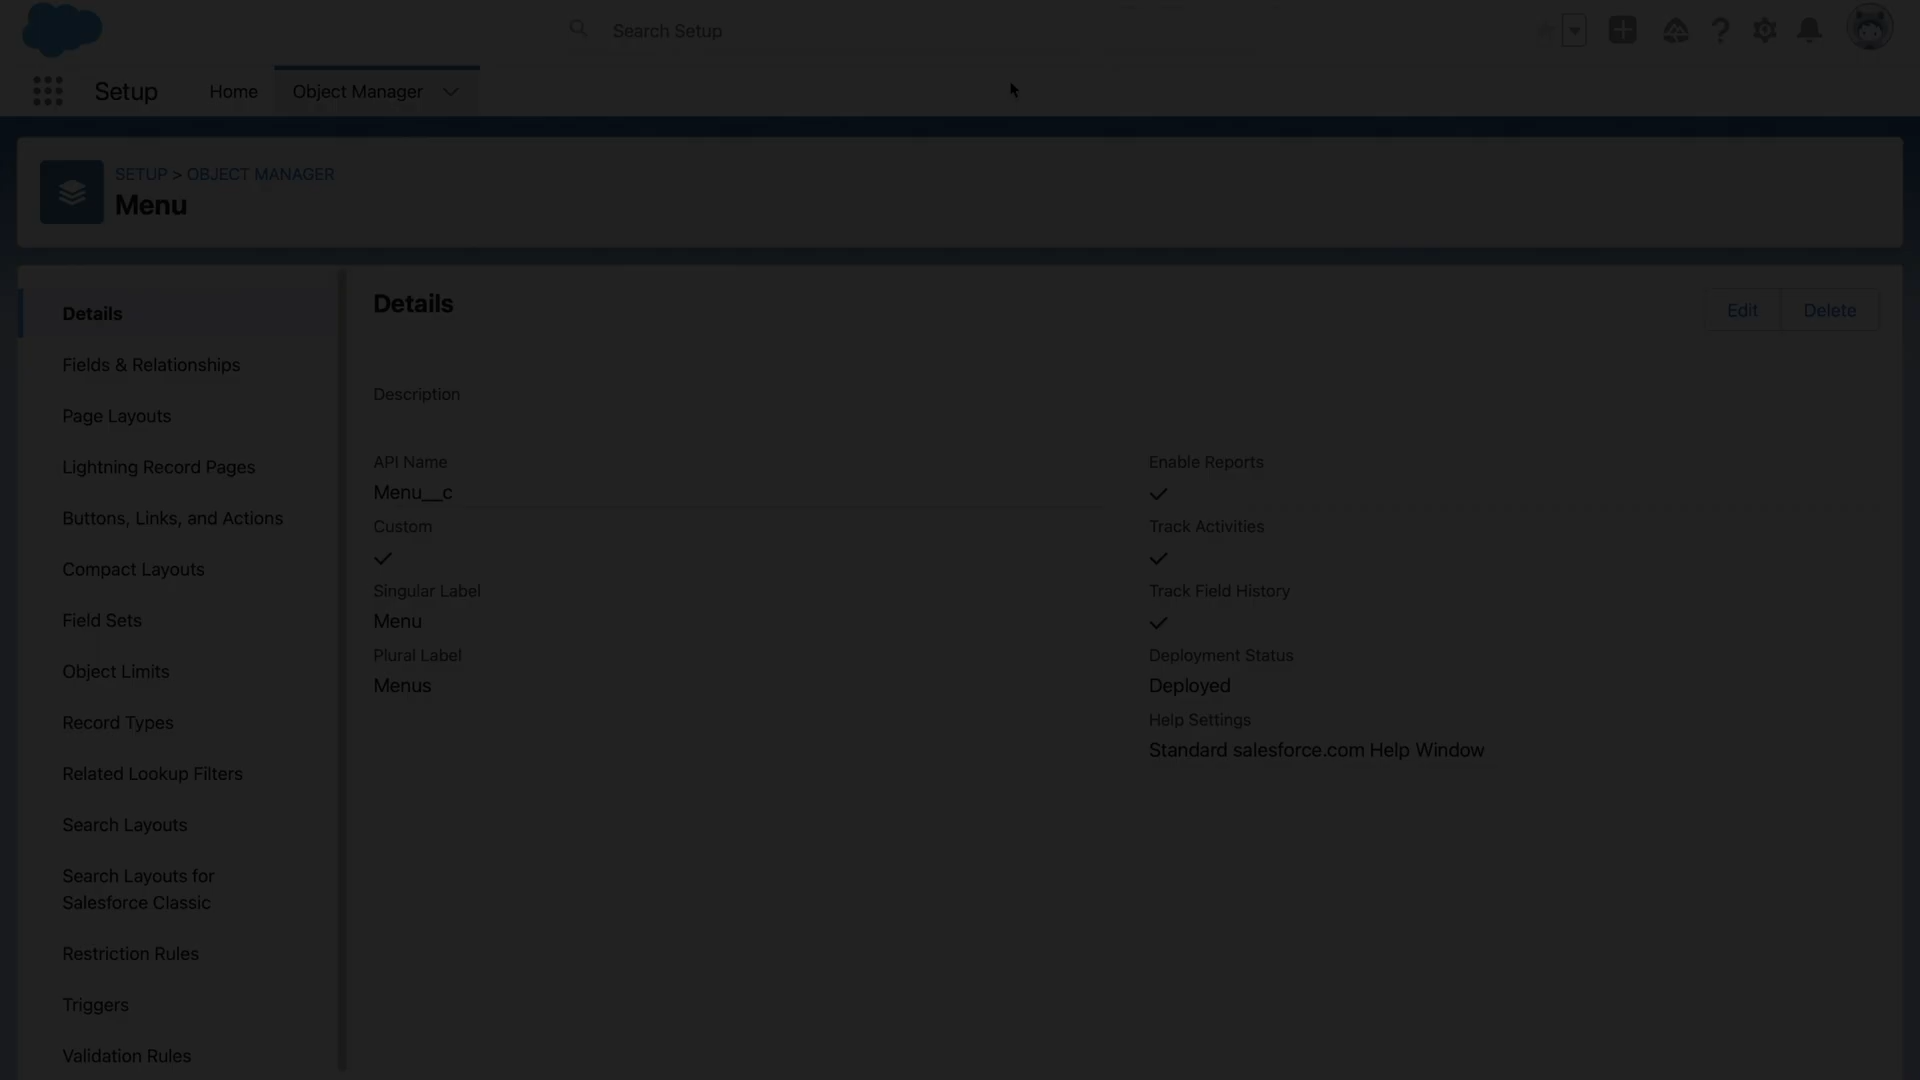 Search Setup
Setup
Home
Object Manager
SETUP > OBJECT MANAGER
Menu
Details
Fields & Relationships
Page Layouts
Lightning Record Pages
Buttons, Links, and Actions
Compact Layouts
Field Sets
Object Limits
Record Types
Related Lookup Filters
Search Layouts
Search Layouts for
Salesforce Classic
Restriction Rules
Triggers
Validation Rules
Details
Edit
Delete
Description
API Name
Menu__c
Custom
Singular Label
Menu
Plural Label
Menus
Enable Reports
Track Activities
Track Field History
Deployment Status
Deployed
Help Settings
Standard salesforce.com Help Window